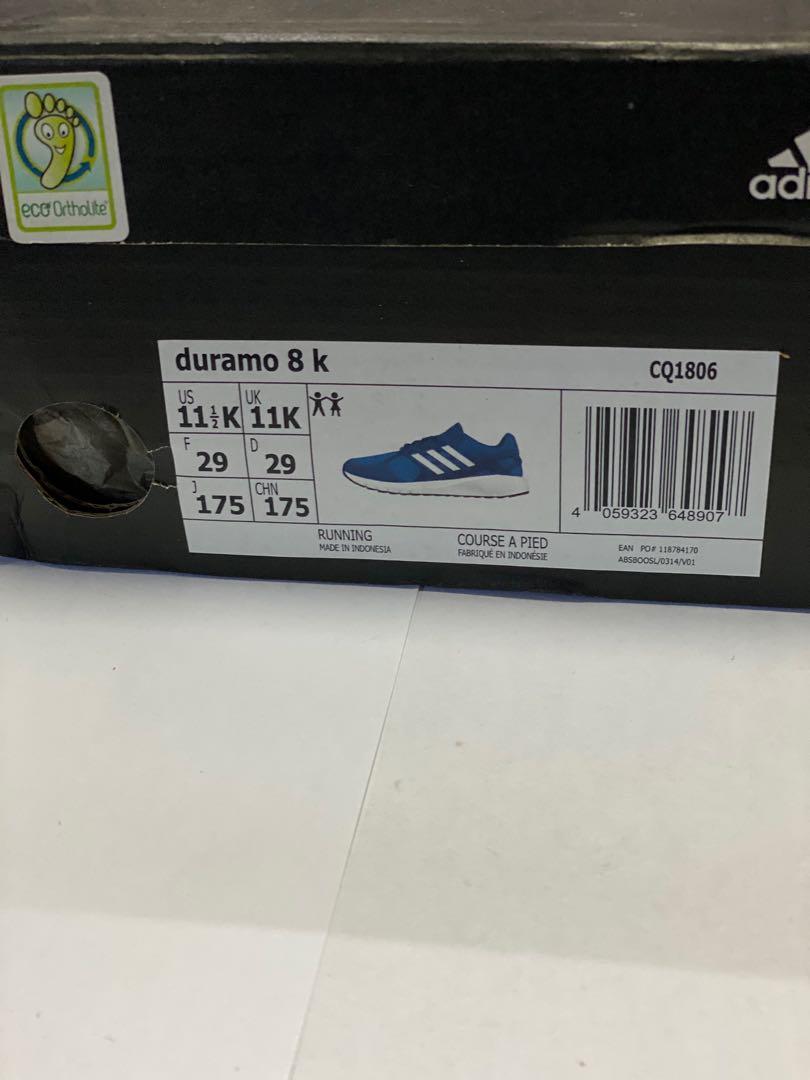 eco Ortholite
adi
duramo 8 k
CQ1806
US 11½K
UK 11K
F 29
D 29
J 175
CHN 175
4 059323 648907
RUNNING
MADE IN INDONESIA
COURSE A PIED
FABRIQUÉ EN INDONÉSIE
EAN PO# 118784170
ABSBOOSL/0314/V01